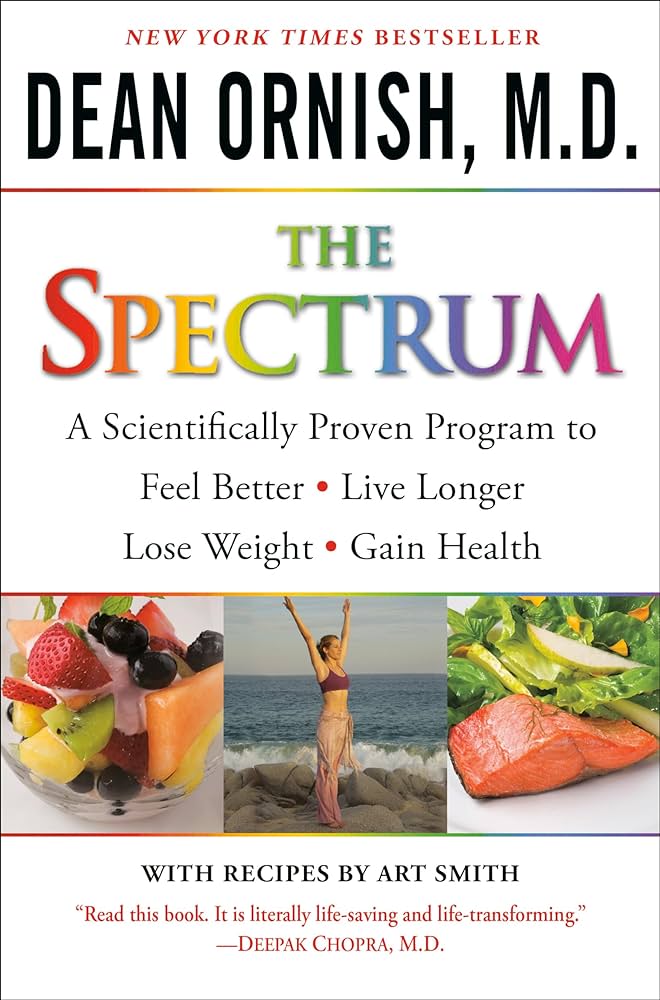 NEW YORK TIMES BESTSELLER
DEAN ORNISH, M.D.
THE
SPECTRUM
A Scientifically Proven Program to
Feel Better • Live Longer
Lose Weight • Gain Health
WITH RECIPES BY ART SMITH
“Read this book. It is literally life-saving and life-transforming.”
—DEEPAK CHOPRA, M.D.